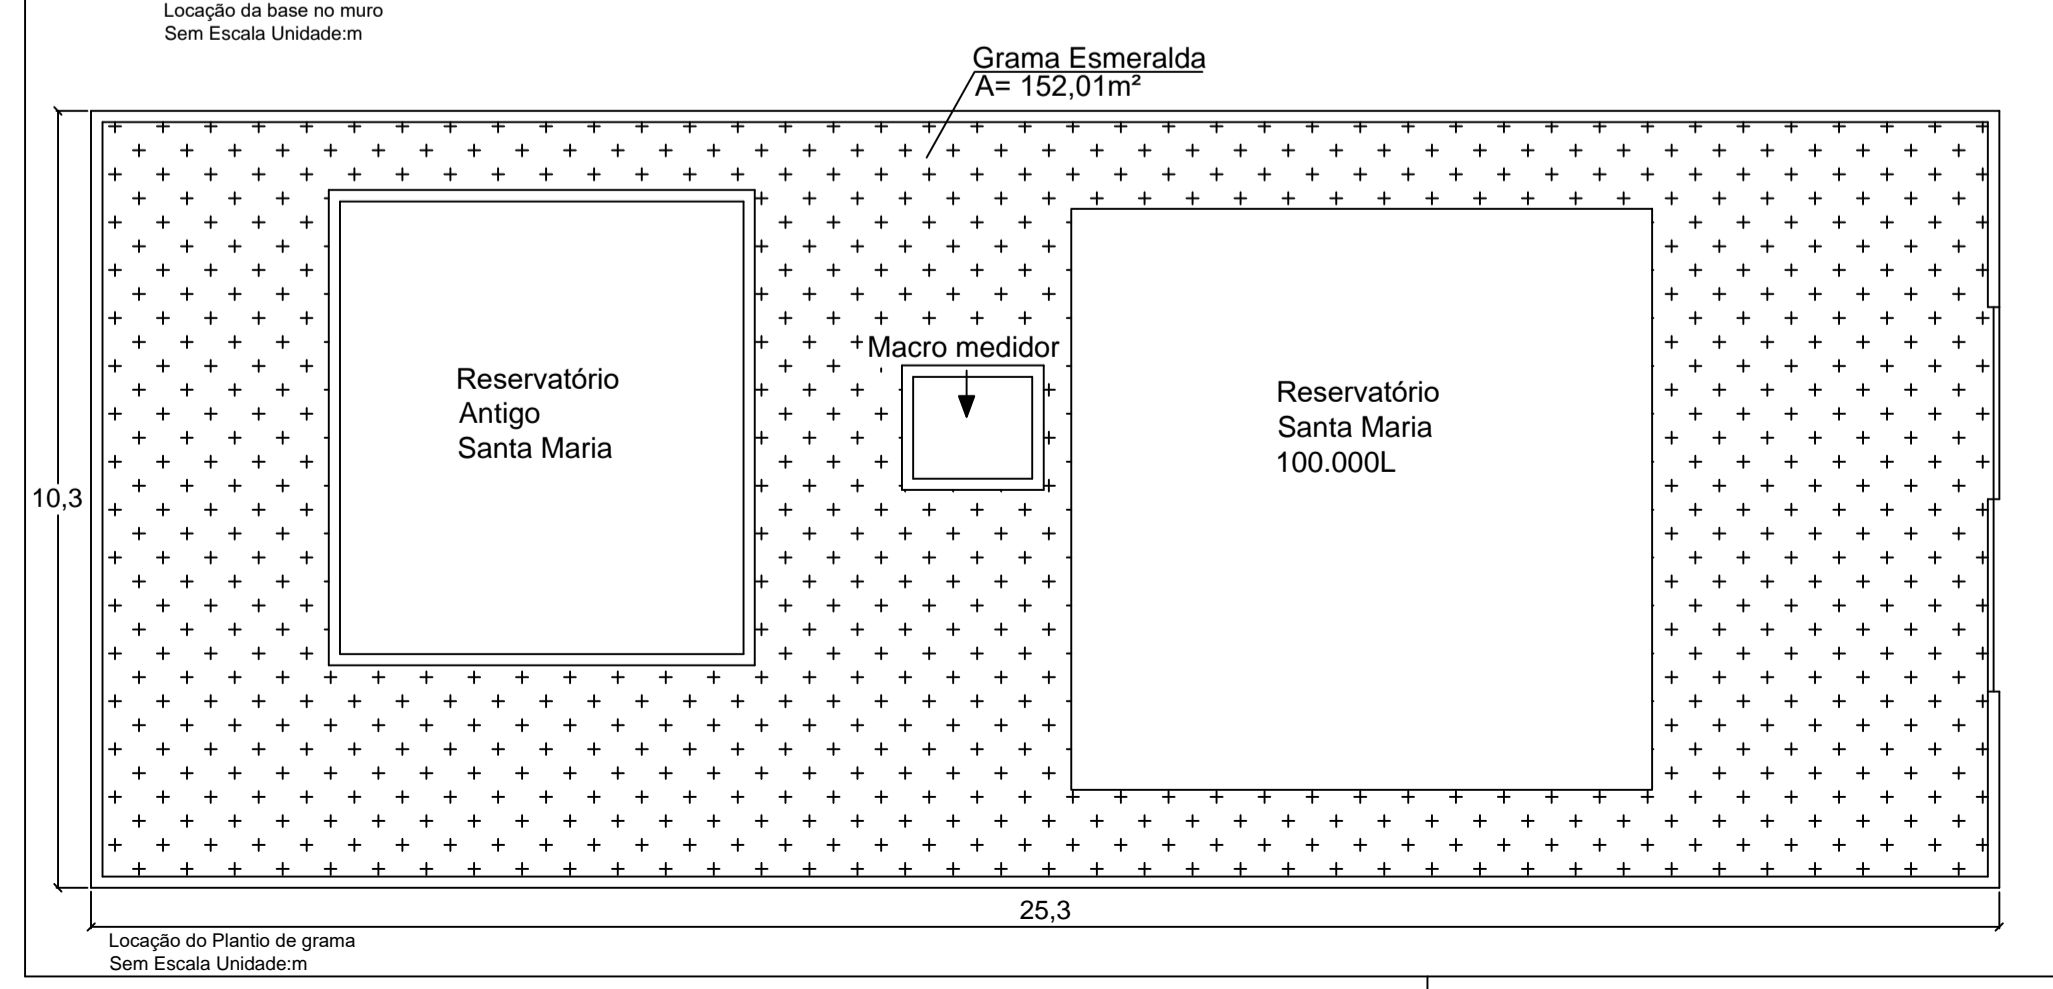 Locação da base no muro
Sem Escala Unidade:m
Grama Esmeralda
A= 152,01m²
Macro medidor
Reservatório
Antigo
Santa Maria
Reservatório
Santa Maria
100.000L
10,3
25,3
Locação do Plantio de grama
Sem Escala Unidade:m